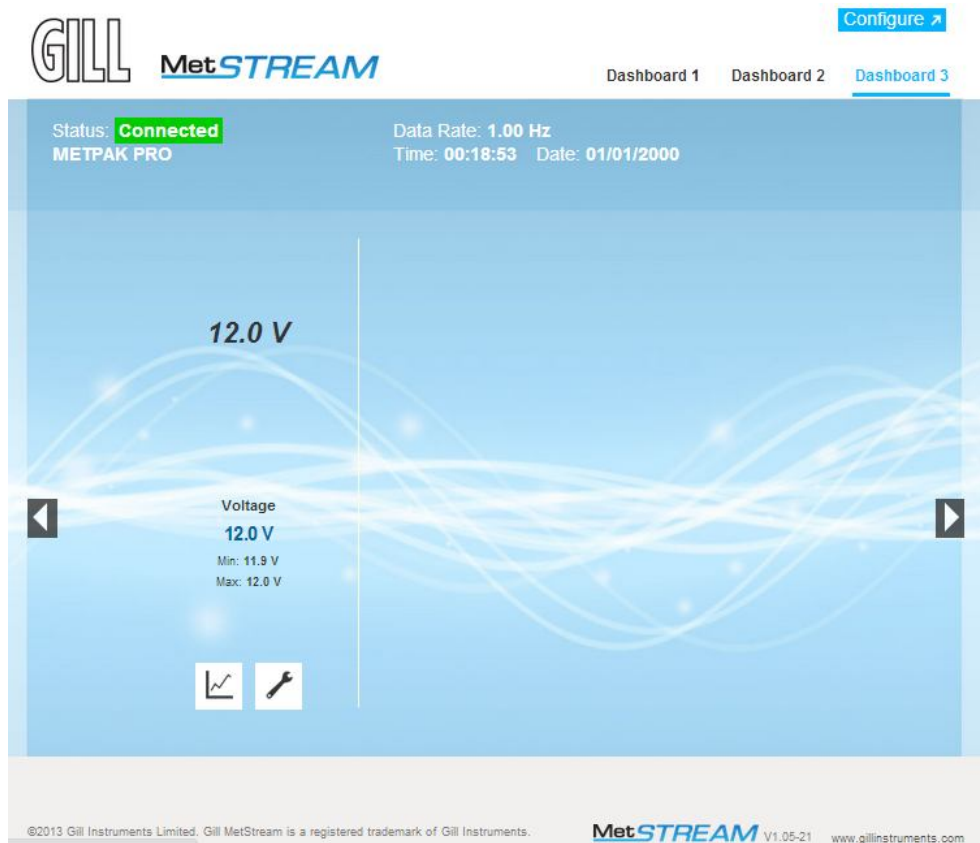 GILL
MetSTREAM
Configure
Dashboard 1 Dashboard 2 Dashboard 3
Status: Connected
METPAK PRO
Data Rate: 1.00 Hz
Time: 00:18:53 Date: 01/01/2000
12.0 V
Voltage
12.0 V
Min: 11.9 V
Max: 12.0 V
©2013 Gill Instruments Limited. Gill MetStream is a registered trademark of Gill Instruments.
MetSTREAM V1.05-21 www.gillinstruments.com